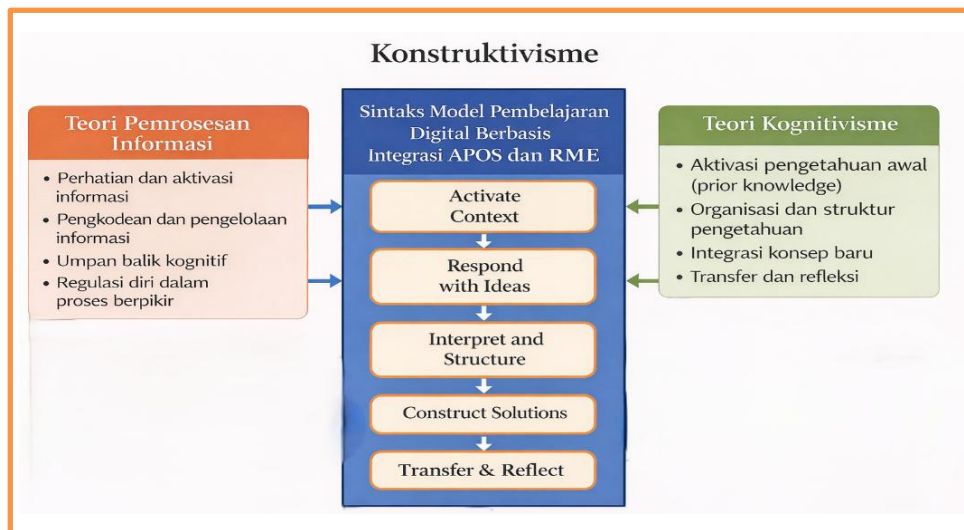 Konstruktivisme
Teori Pemrosesan
Informasi
• Perhatian dan aktivasi
informasi
• Pengkodean dan pengelolaan
informasi
• Umpan balik kognitif
• Regulasi diri dalam
proses berpikir
Sintaks Model Pembelajaran
Digital Berbasis
Integrasi APOS dan RME
Activate
Context
Respond
with Ideas
Interpret and
Structure
Construct Solutions
Transfer & Reflect
Teori Kognitivisme
• Aktivasi pengetahuan awal
(prior knowledge)
• Organisasi dan struktur
pengetahuan
• Integrasi konsep baru
• Transfer dan refleksi